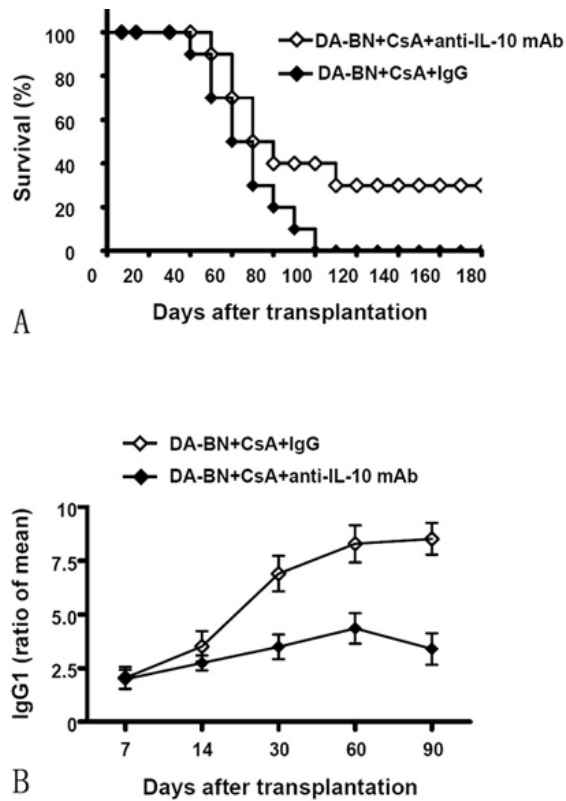 DA-BN+CsA+anti-IL-10 mAb
DA-BN+CsA+IgG
Survival (%)
100
80
60
40
20
0
0 20 40 60 80 100 120 140 160 180
Days after transplantation
A
DA-BN+CsA+IgG
DA-BN+CsA+anti-IL-10 mAb
IgG1 (ratio of mean)
10
7.5
5.0
2.5
0
7 14 30 60 90
Days after transplantation
B